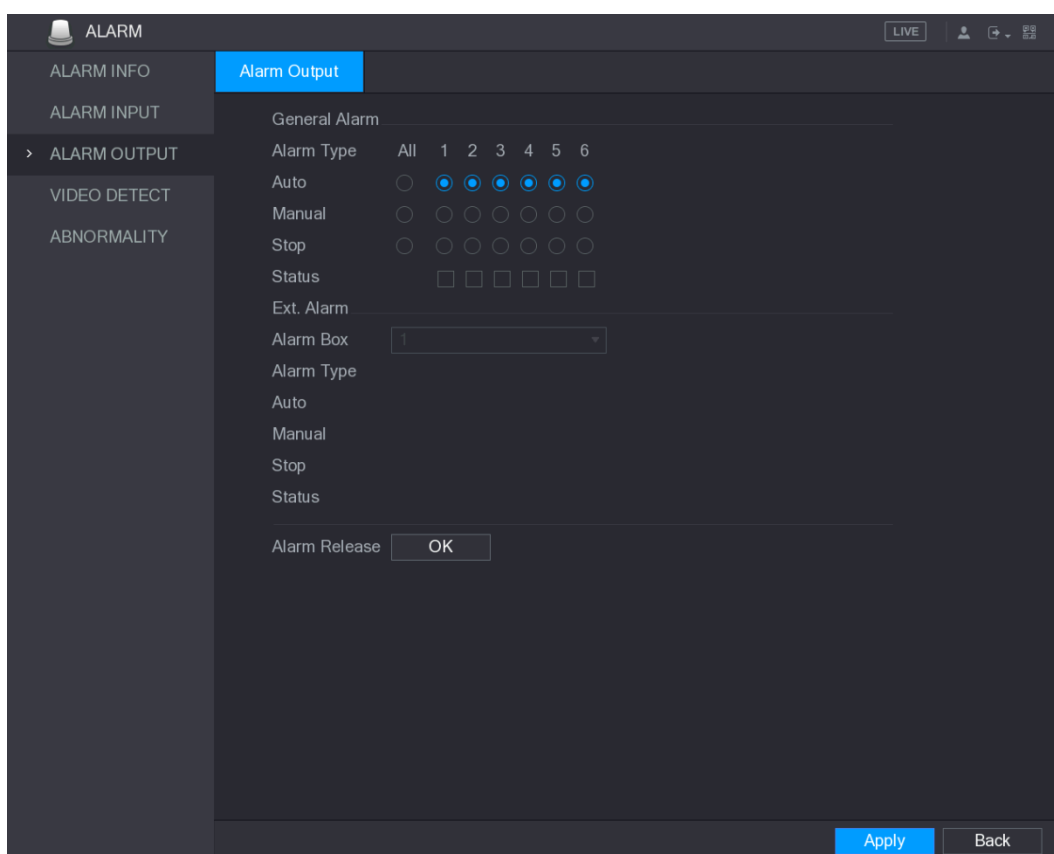 ALARM LIVE
ALARM INFO
ALARM INPUT
> ALARM OUTPUT
VIDEO DETECT
ABNORMALITY
Alarm Output
General Alarm
Alarm Type All 1 2 3 4 5 6
Auto
Manual
Stop
Status
Ext. Alarm
Alarm Box 1
Alarm Type
Auto
Manual
Stop
Status
Alarm Release OK
Apply Back